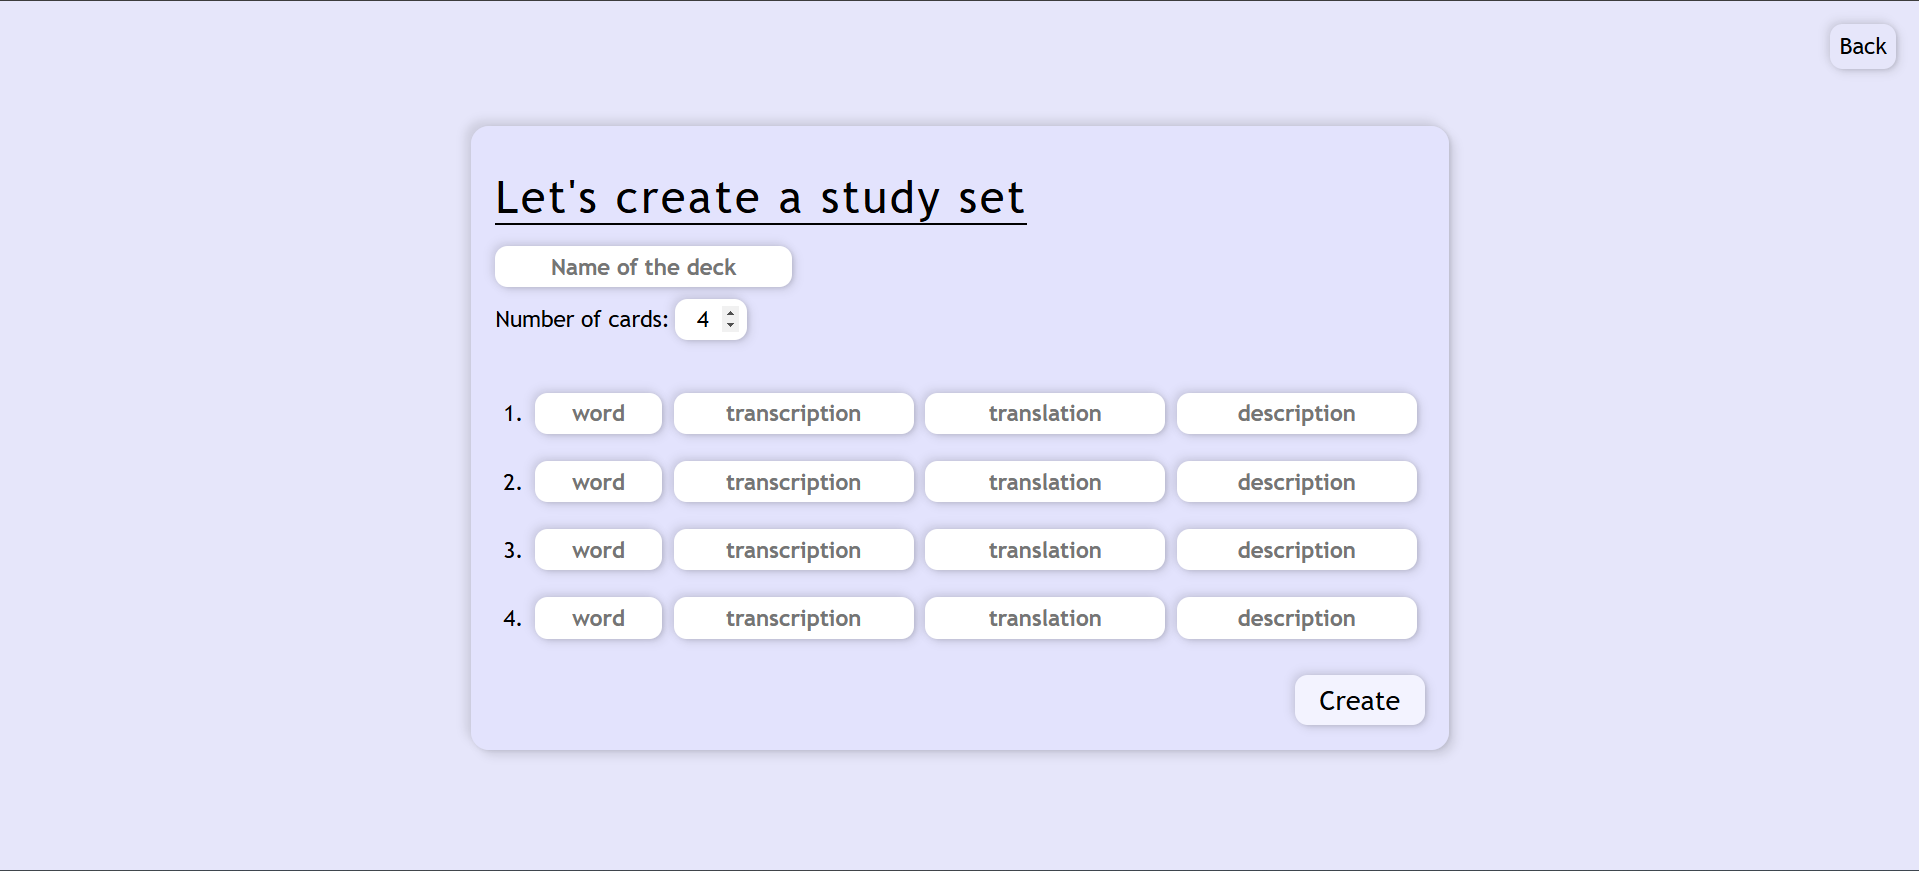 Back
Let's create a study set
Name of the deck
Number of cards: 4
1. word transcription translation description
2. word transcription translation description
3. word transcription translation description
4. word transcription translation description
Create